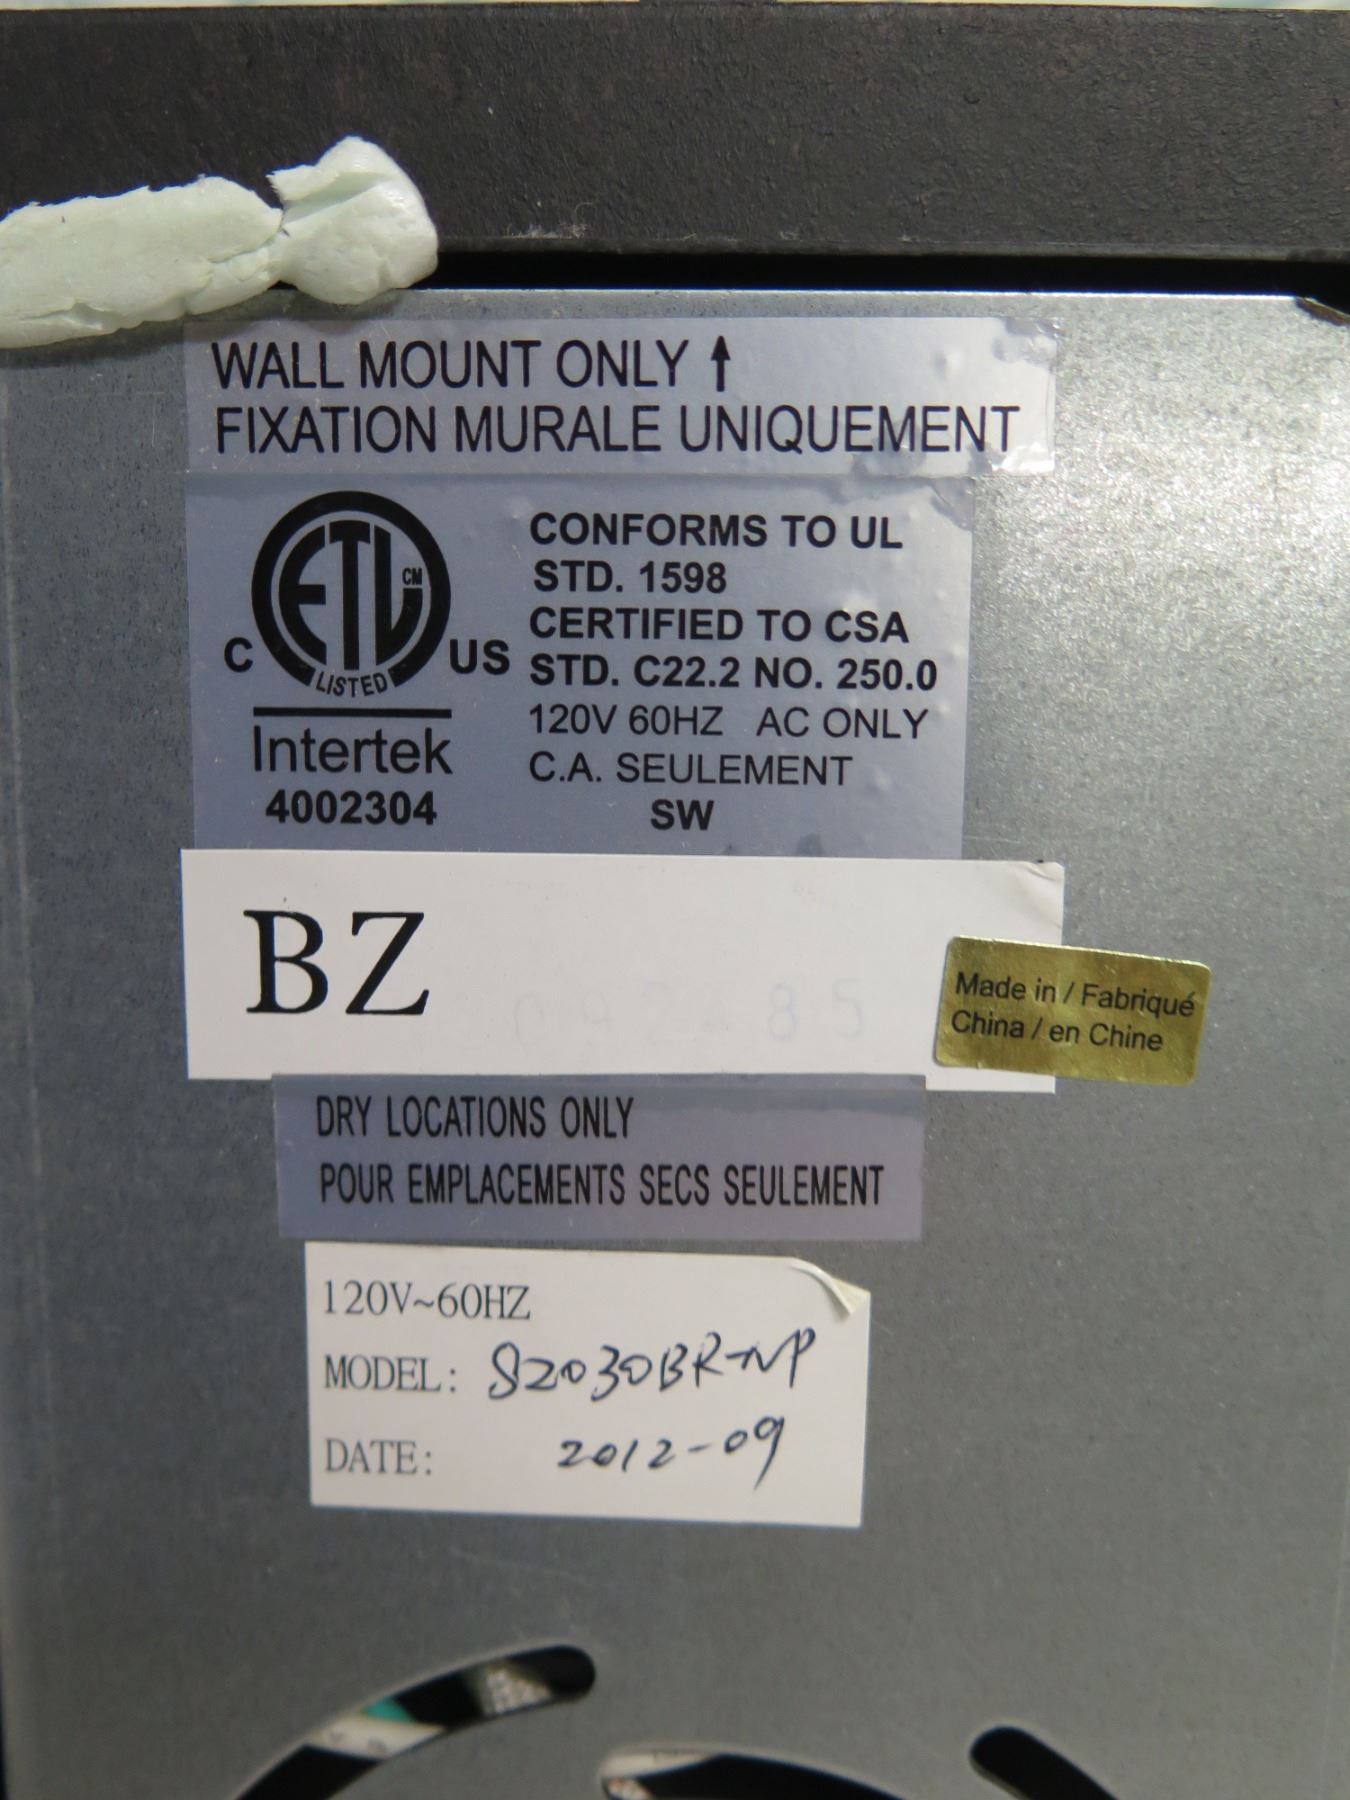 WALL MOUNT ONLY ↑
FIXATION MURALE UNIQUEMENT
ETL CM
LISTED
C US
Intertek
4002304
CONFORMS TO UL
STD. 1598
CERTIFIED TO CSA
STD. C22.2 NO. 250.0
120V 60HZ AC ONLY
C.A. SEULEMENT
SW
BZ
Made in / Fabriqué
China / en Chine
DRY LOCATIONS ONLY
POUR EMPLACEMENTS SECS SEULEMENT
120V~60HZ
MODEL: S2030BR-NP
DATE: 2012-09